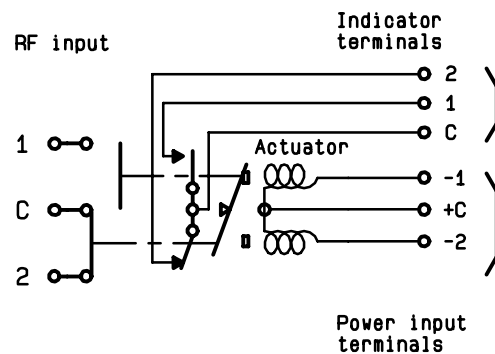 Indicator
terminals
RF input
2
1
C
1
Actuator
-1
C
+C
-2
2
Power input
terminals